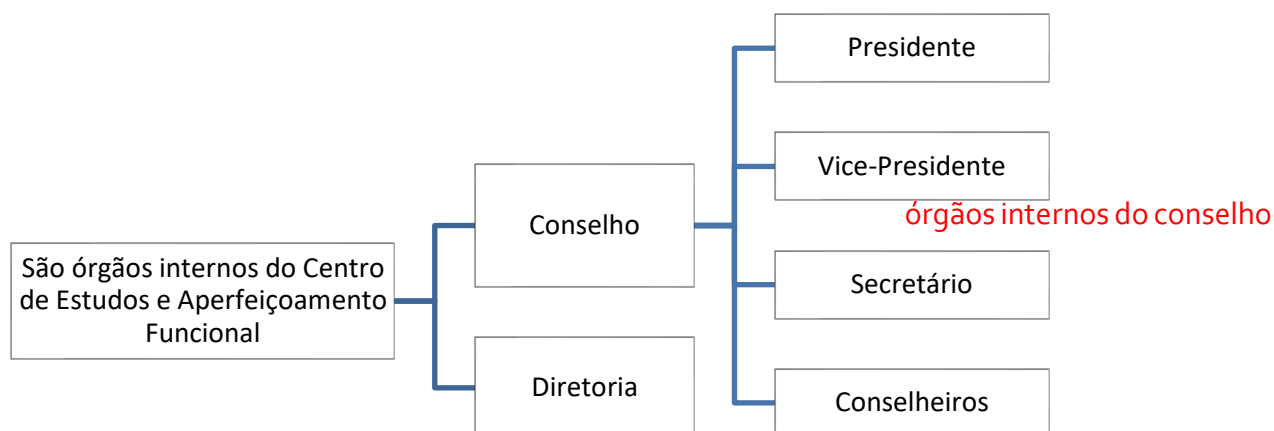 São órgãos internos do Centro
de Estudos e Aperfeiçoamento
Funcional
Conselho
Diretoria
Presidente
Vice-Presidente
órgãos internos do conselho
Secretário
Conselheiros